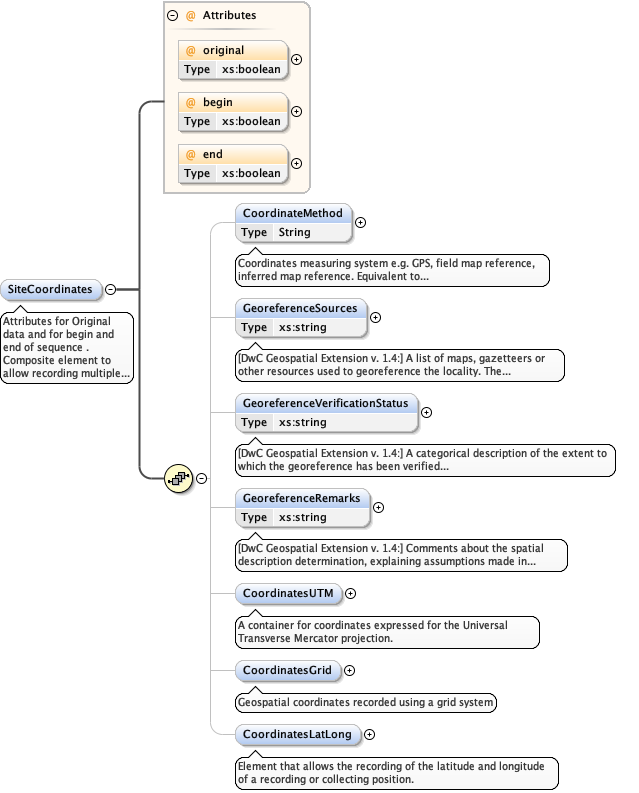 @ Attributes
@ original
Type xs:boolean
@ begin
Type xs:boolean
@ end
Type xs:boolean
SiteCoordinates
Attributes for Original
data and for begin and
end of sequence .
Composite element to
allow recording multiple...
CoordinateMethod
Type String
Coordinates measuring system e.g. GPS, field map reference,
inferred map reference. Equivalent to...
GeoreferenceSources
Type xs:string
[DwC Geospatial Extension v. 1.4:] A list of maps, gazetteers or
other resources used to georeference the locality. The...
GeoreferenceVerificationStatus
Type xs:string
[DwC Geospatial Extension v. 1.4:] A categorical description of the extent to
which the georeference has been verified...
GeoreferenceRemarks
Type xs:string
[DwC Geospatial Extension v. 1.4:] Comments about the spatial
description determination, explaining assumptions made in...
CoordinatesUTM
A container for coordinates expressed for the Universal
Transverse Mercator projection.
CoordinatesGrid
Geospatial coordinates recorded using a grid system
CoordinatesLatLong
Element that allows the recording of the latitude and longitude
of a recording or collecting position.